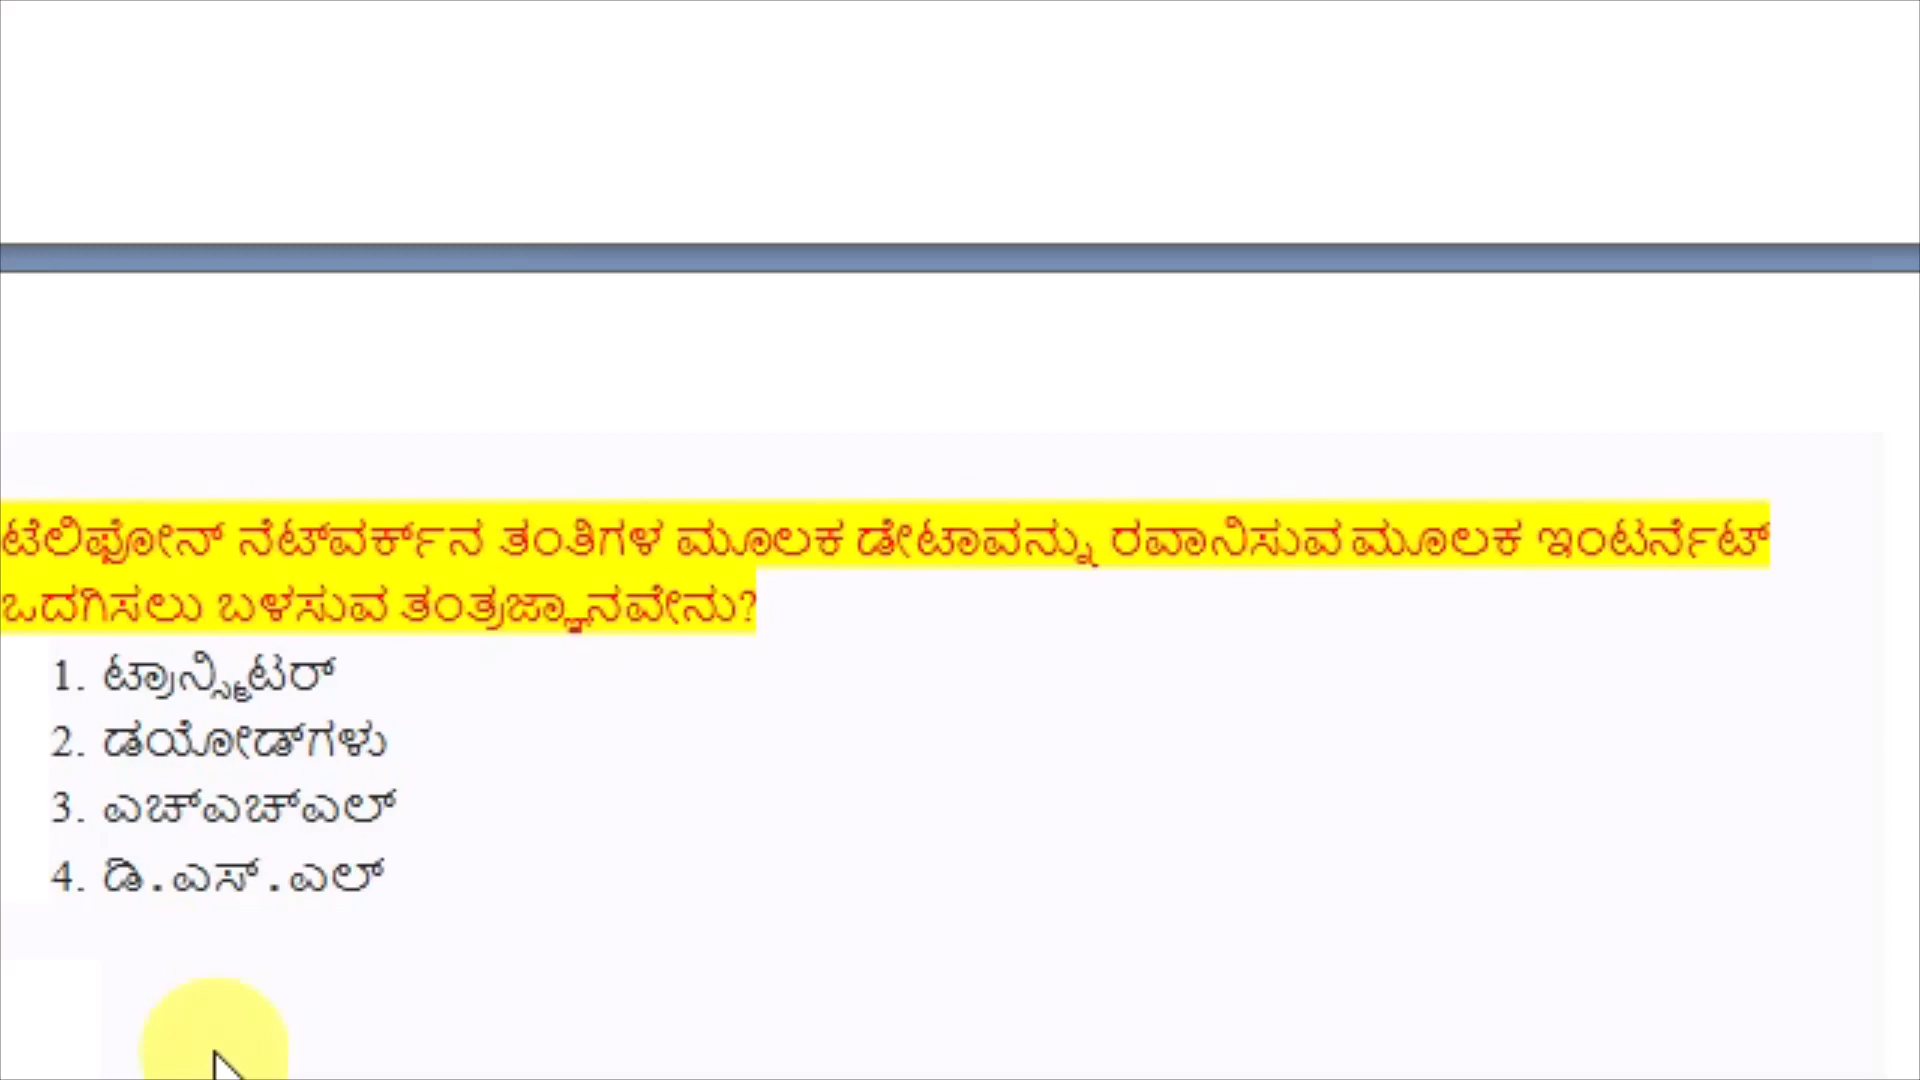 ಟೆಲಿಫೋನ್ ನೆಟ್‌ವರ್ಕ್‌ನ ತಂತಿಗಳ ಮೂಲಕ ಡೇಟಾವನ್ನು ರವಾನಿಸುವ ಮೂಲಕ ಇಂಟರ್ನೆಟ್
ಒದಗಿಸಲು ಬಳಸುವ ತಂತ್ರಜ್ಞಾನವೇನು?
1. ಟ್ರಾನ್ಸ್ಮಿಟರ್
2. ಡಯೋಡ್‌ಗಳು
3. ಎಚ್‌ಎಚ್‌ಎಲ್
4. ಡಿ.ಎಸ್.ಎಲ್